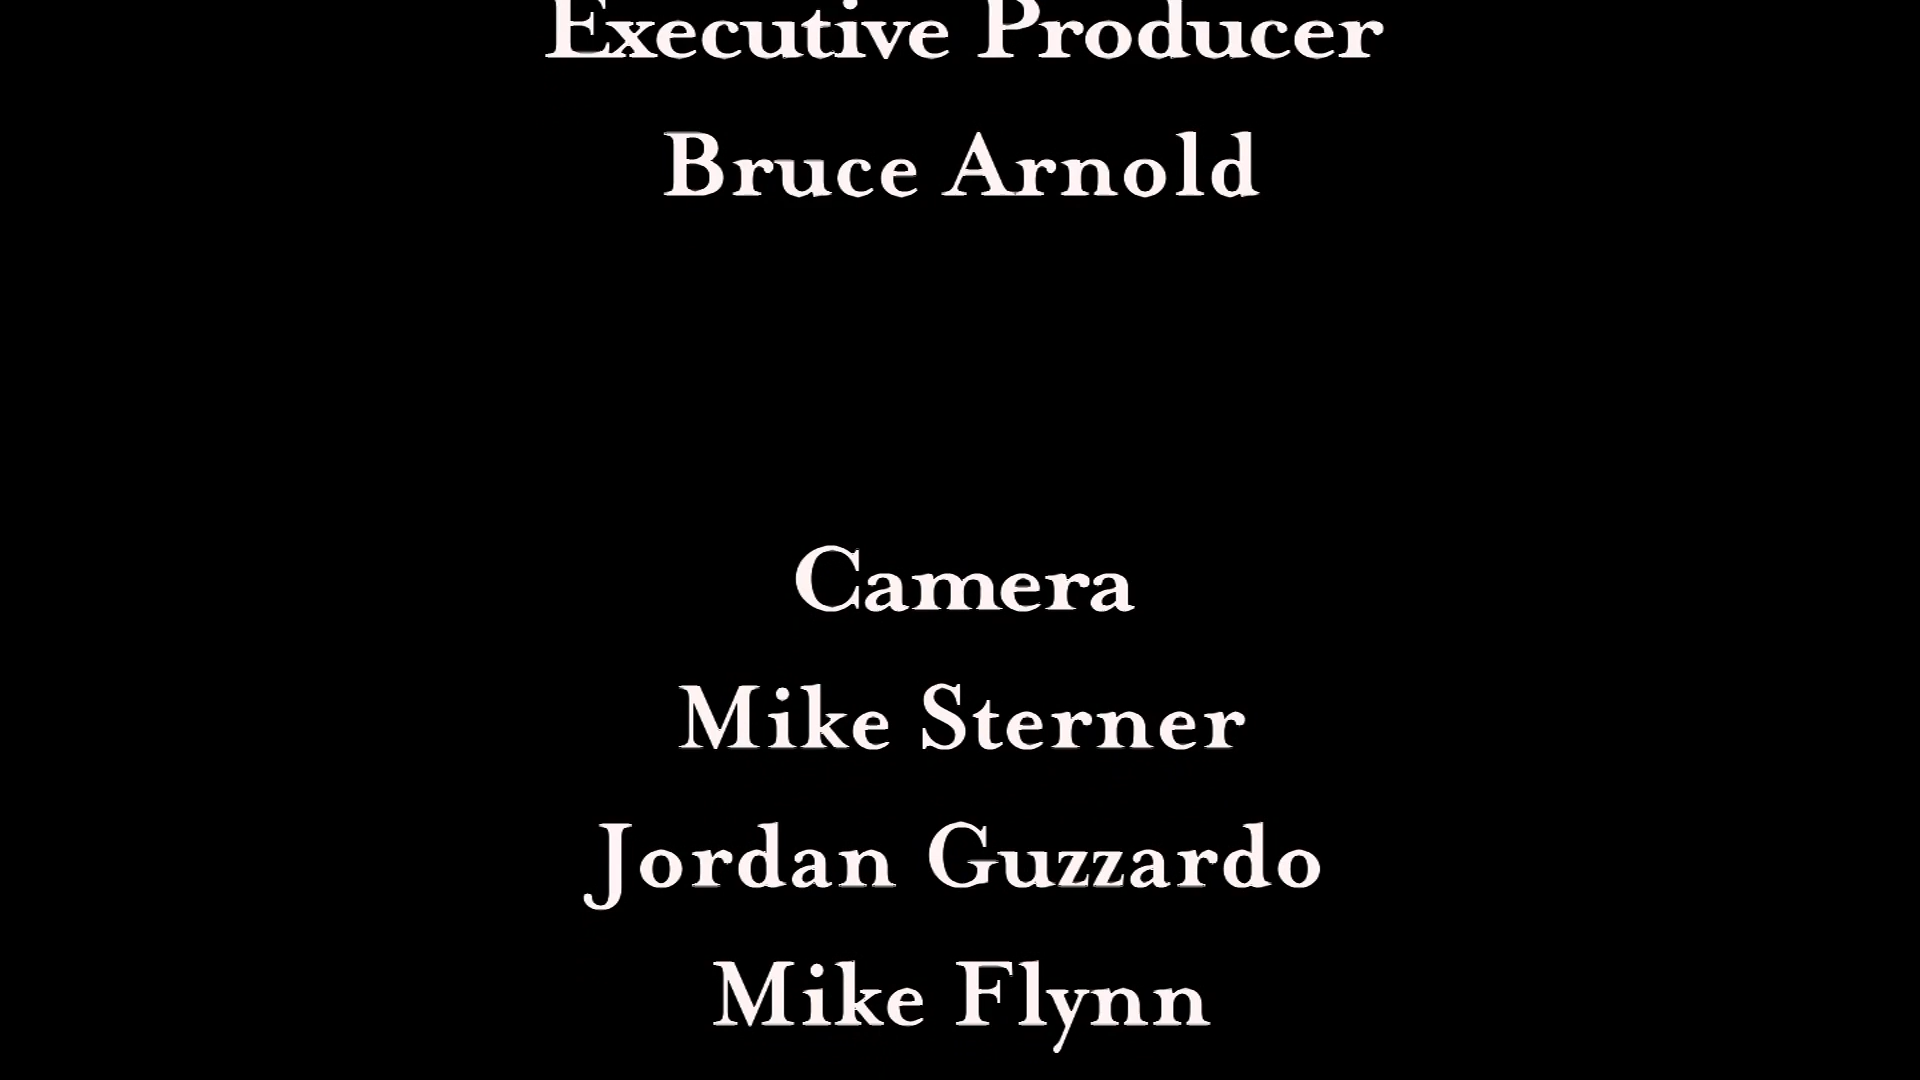 Executive Producer
Bruce Arnold
Camera
Mike Sterner
Jordan Guzzardo
Mike Flynn